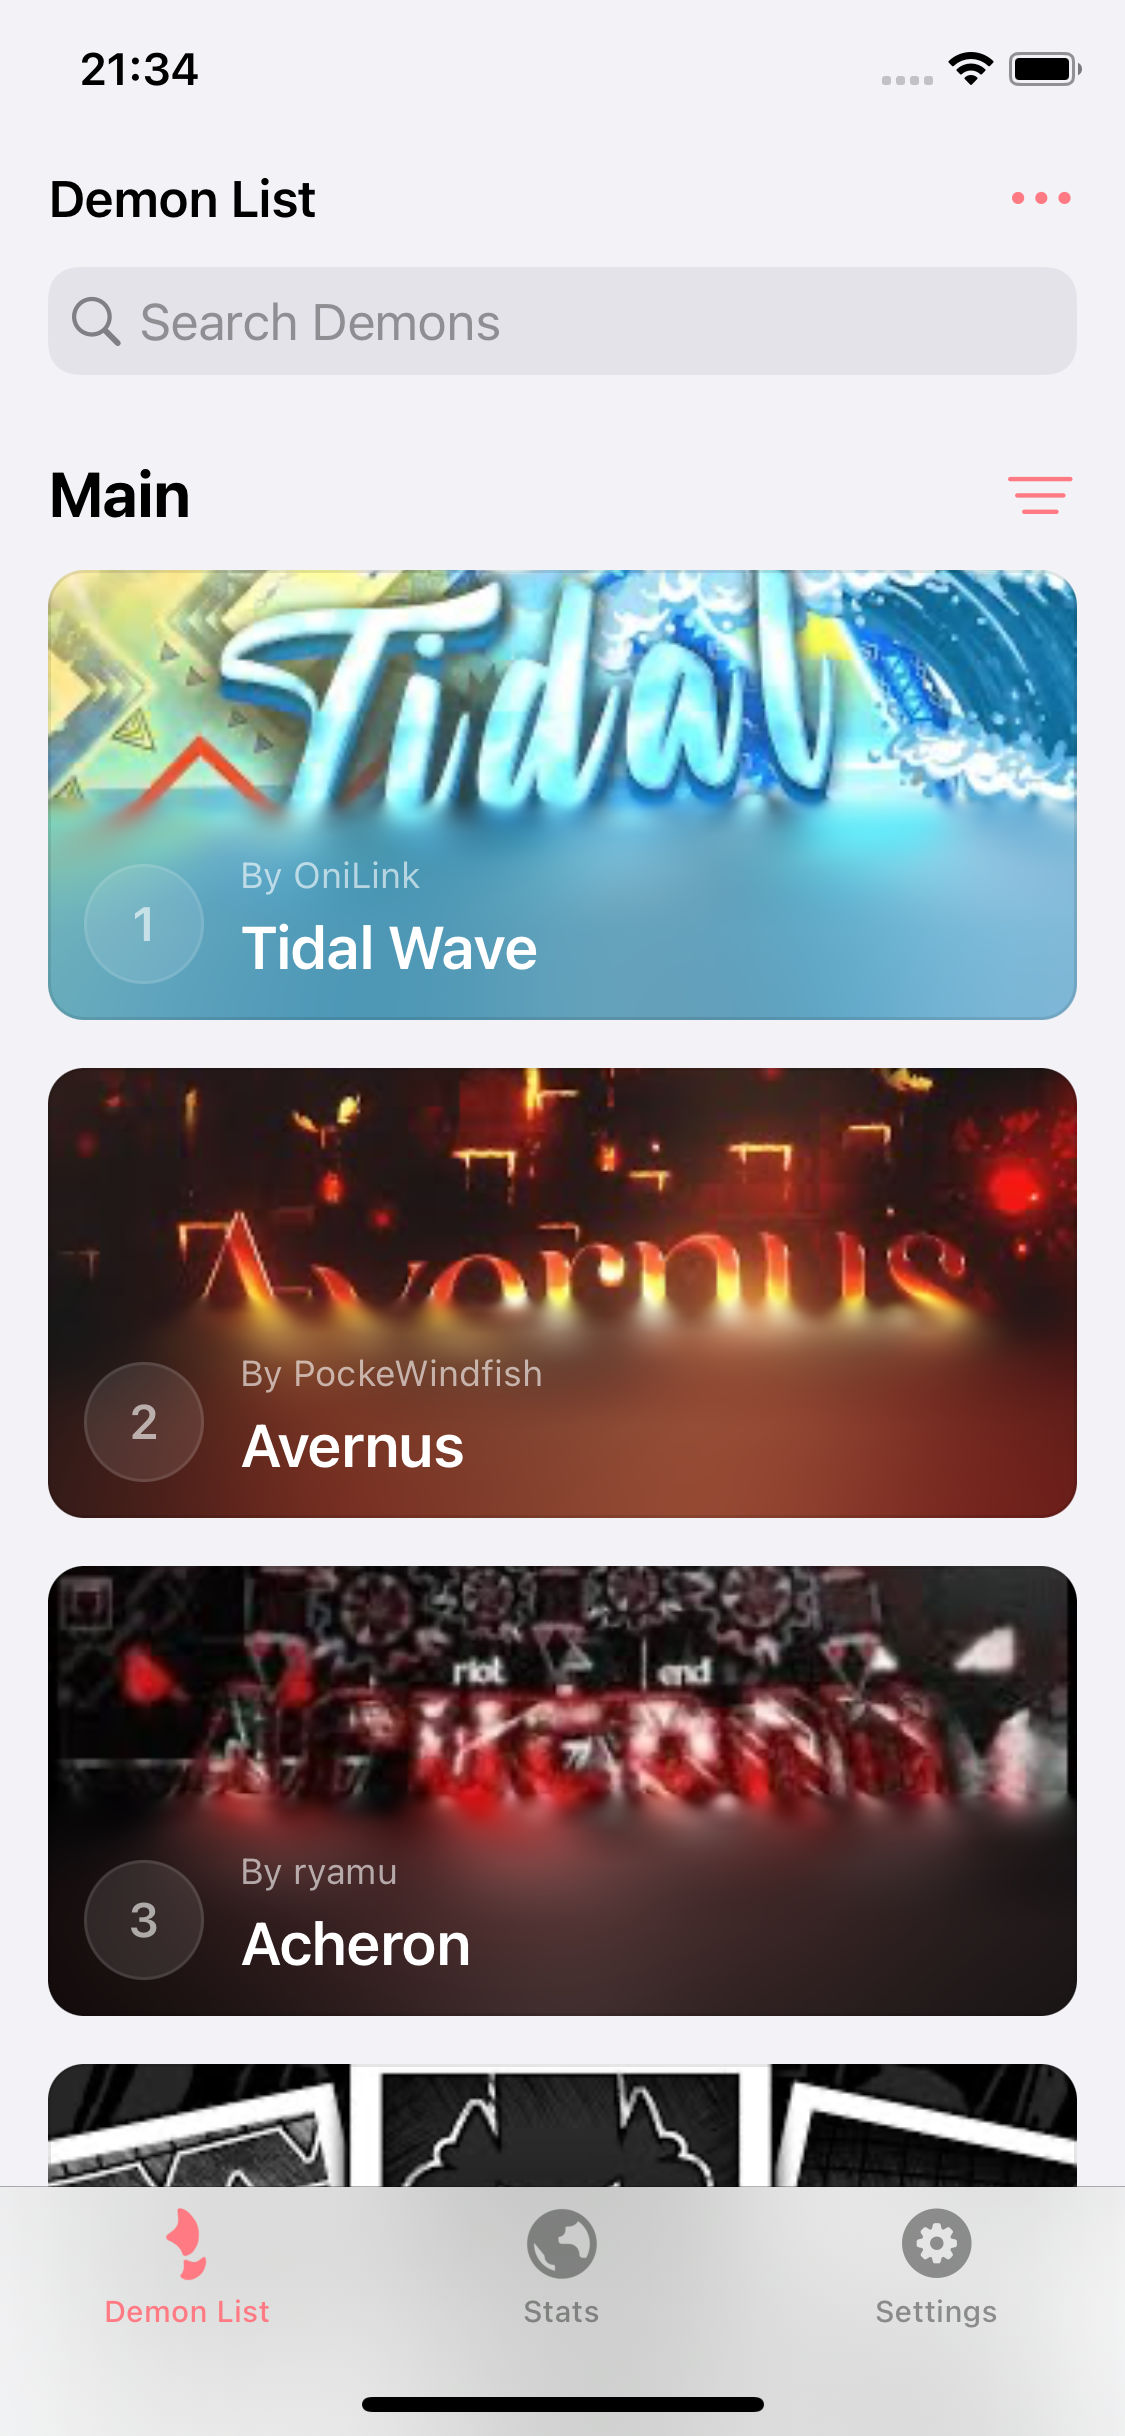 21:34
Demon List
Search Demons
Main
Tidal
By OniLink
1
Tidal Wave
Avernus
By PockeWindfish
2
Avernus
riot
end
By ryamu
3
Acheron
Demon List
Stats
Settings